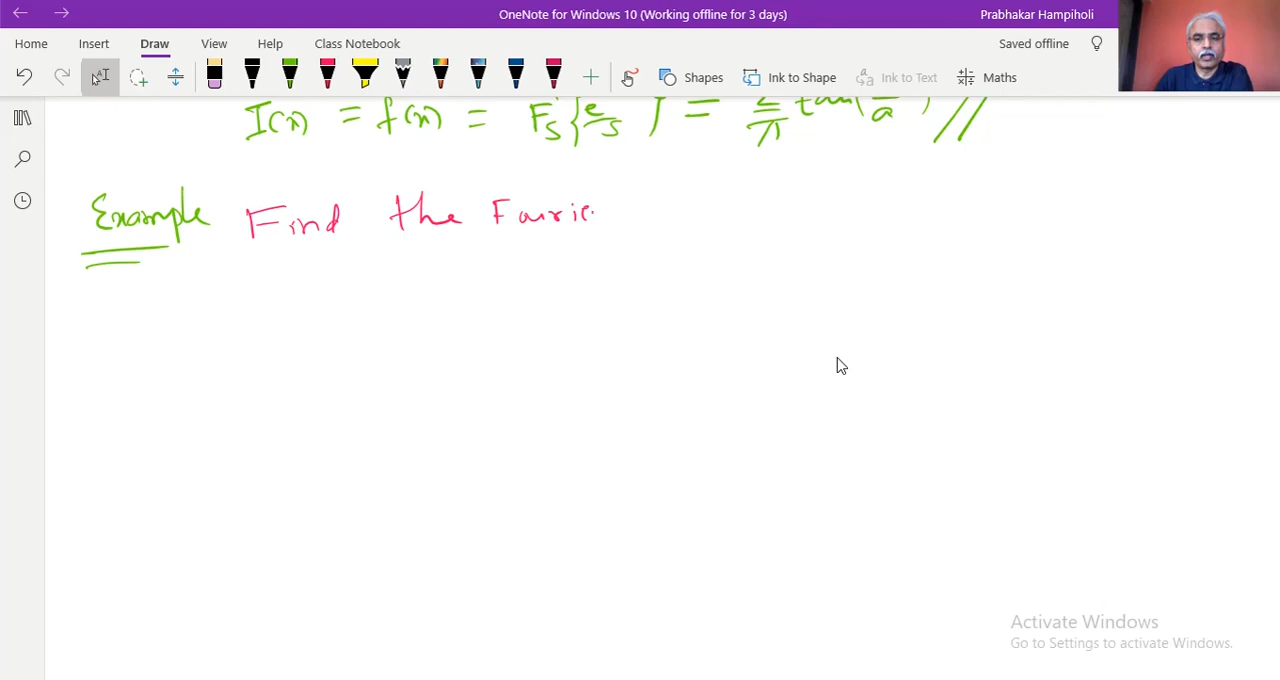 OneNote for Windows 10 (Working offline for 3 days)
Prabhakar Hampiholi
Home Insert Draw View Help Class Notebook Saved offline
Shapes Ink to Shape Ink to Text Maths
I(x) = f(x) = Fs { e / s } = 2/π tan ( / a ) //
Example Find the Fourie
Activate Windows
Go to Settings to activate Windows.